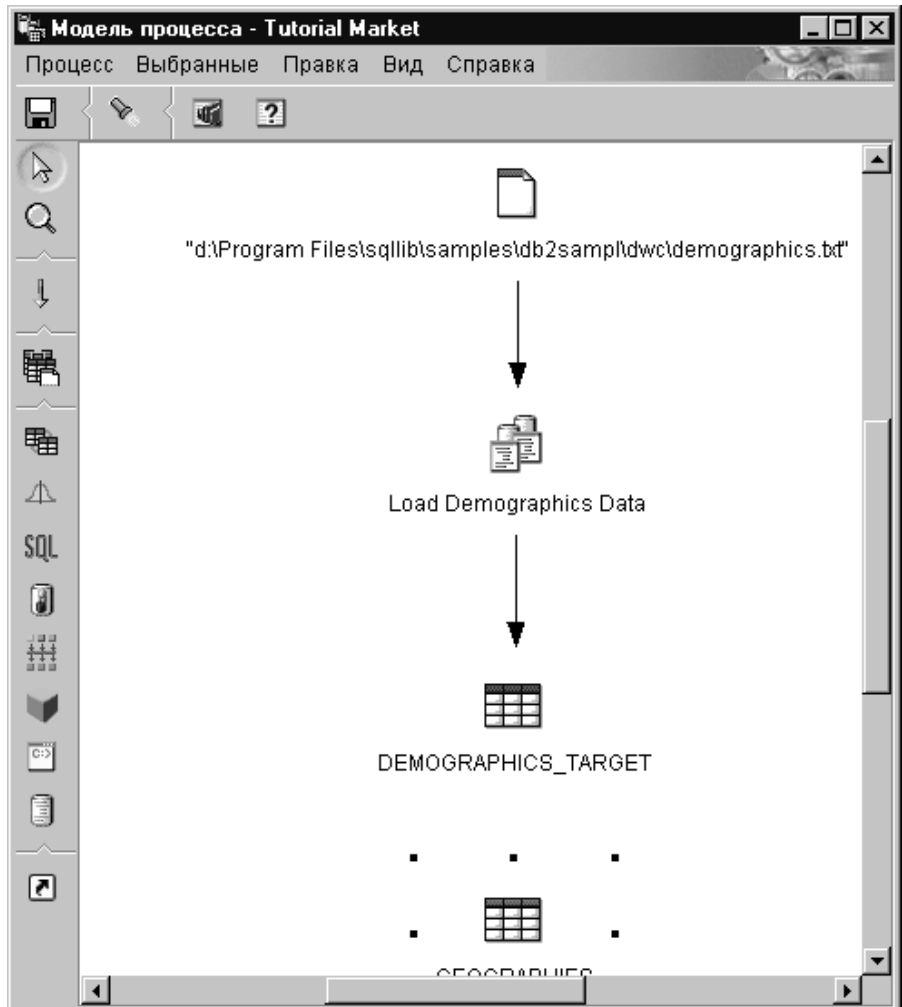 Модель процесса - Tutorial Market
Процесс Выбранные Правка Вид Справка
"d:\Program Files\sqllib\samples\db2sampl\dwc\demographics.txt"
Load Demographics Data
SQL
C:>
DEMOGRAPHICS_TARGET
GEOGRAPHIES